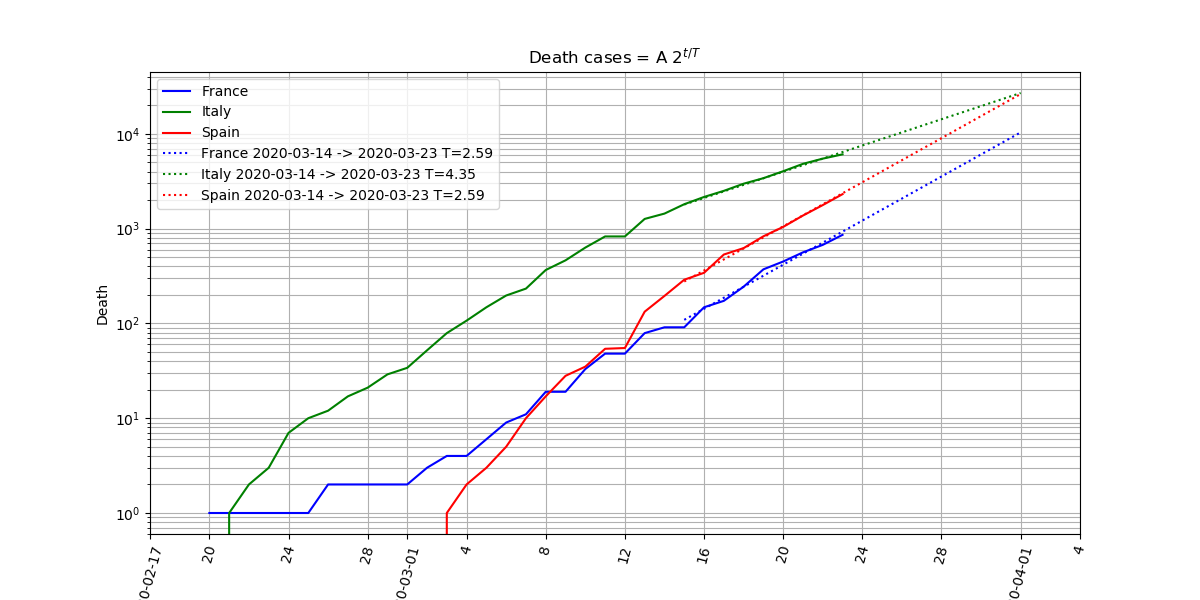 Death cases = A 2^{t/T}
France
Italy
Spain
France 2020-03-14 -> 2020-03-23 T=2.59
Italy 2020-03-14 -> 2020-03-23 T=4.35
Spain 2020-03-14 -> 2020-03-23 T=2.59
Death
10^4
10^3
10^2
10^1
10^0
0-02-17
20
24
28
0-03-01
4
8
12
16
20
24
28
0-04-01
4